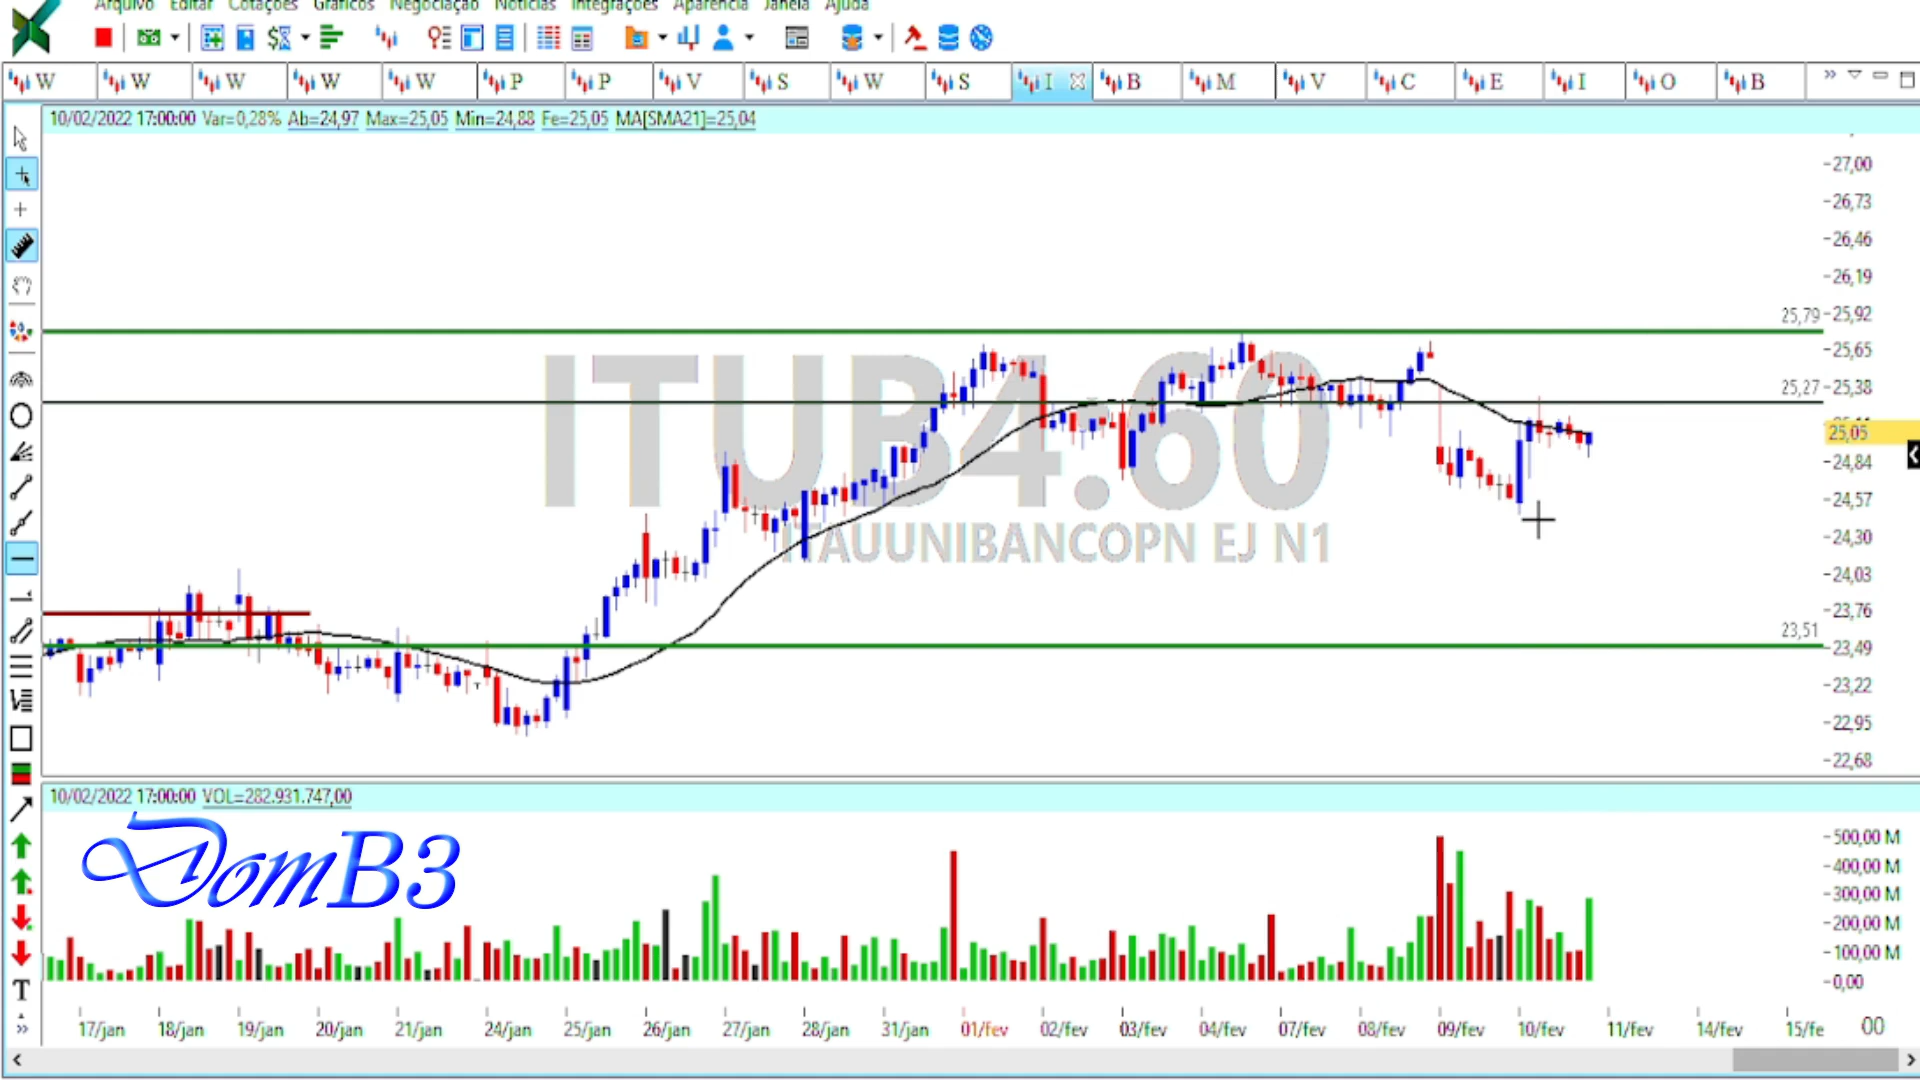 Arquivo Editar Cotações Gráficos Negociação Notícias Integrações Aparência Janela Ajuda
W W W W W P P V S W S I B M V C E I O B
10/02/2022 17:00:00 Var=0,28% Ab=24,97 Max=25,05 Min=24,88 Fe=25,05 MA[SMA21]=25,04
27,00
26,73
26,46
26,19
25,79 25,92
25,65
25,27 25,38
25,05
24,84
24,57
24,30
24,03
23,76
23,51
23,49
23,22
22,95
22,68
ITUB4.60
ITAUUNIBANCOPN EJ N1
10/02/2022 17:00:00 VOL=282.931.747,00
DomB3
500,00 M
400,00 M
300,00 M
200,00 M
100,00 M
0,00
T
17/jan 18/jan 19/jan 20/jan 21/jan 24/jan 25/jan 26/jan 27/jan 28/jan 31/jan 01/fev 02/fev 03/fev 04/fev 07/fev 08/fev 09/fev 10/fev 11/fev 14/fev 15/fe 00